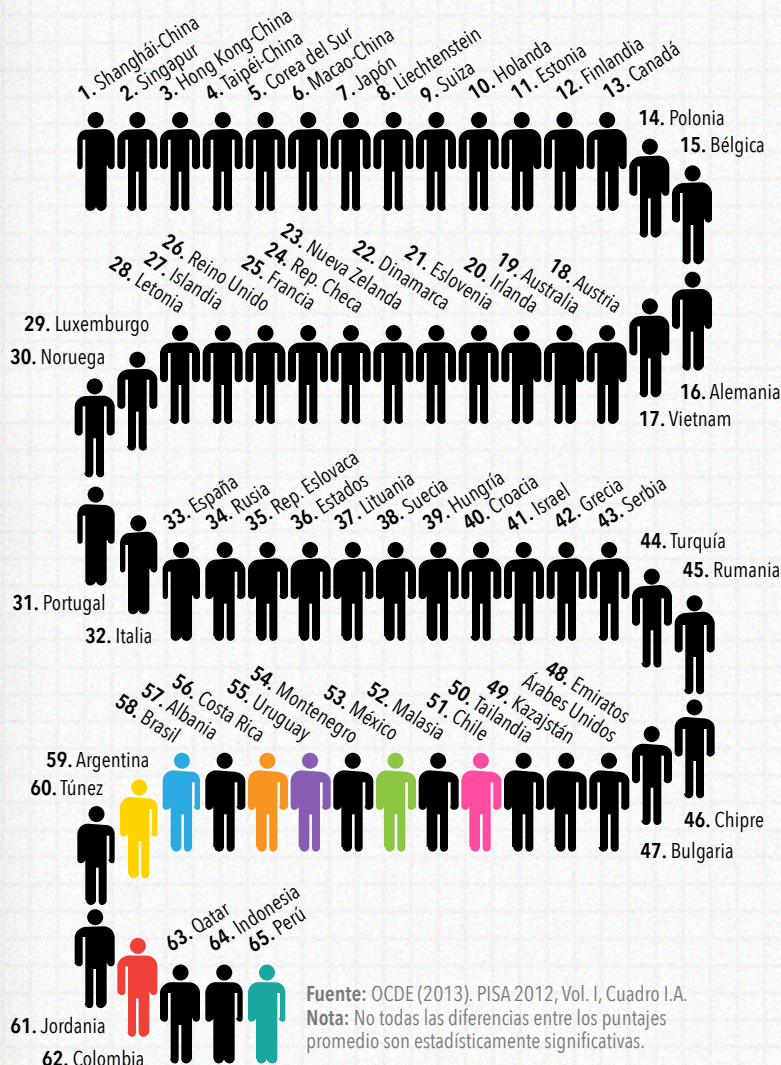 1. Shanghái-China
2. Singapur
3. Hong Kong-China
4. Taipéi-China
5. Corea del Sur
6. Macao-China
7. Japón
8. Liechtenstein
9. Suiza
10. Holanda
11. Estonia
12. Finlandia
13. Canadá
14. Polonia
15. Bélgica
16. Alemania
17. Vietnam
18. Austria
19. Australia
20. Irlanda
21. Eslovenia
22. Dinamarca
23. Nueva Zelanda
24. Rep. Checa
25. Francia
26. Reino Unido
27. Islandia
28. Letonia
29. Luxemburgo
30. Noruega
31. Portugal
32. Italia
33. España
34. Rusia
35. Rep. Eslovaca
36. Estados
37. Lituania
38. Suecia
39. Hungría
40. Croacia
41. Israel
42. Grecia
43. Serbia
44. Turquía
45. Rumania
46. Chipre
47. Bulgaria
48. Emiratos
Árabes Unidos
49. Kazajstán
50. Tailandia
51. Chile
52. Malasia
53. México
54. Montenegro
55. Uruguay
56. Costa Rica
57. Albania
58. Brasil
59. Argentina
60. Túnez
61. Jordania
62. Colombia
63. Qatar
64. Indonesia
65. Perú
Fuente: OCDE (2013). PISA 2012, Vol. I, Cuadro I.A.
Nota: No todas las diferencias entre los puntajes
promedio son estadísticamente significativas.